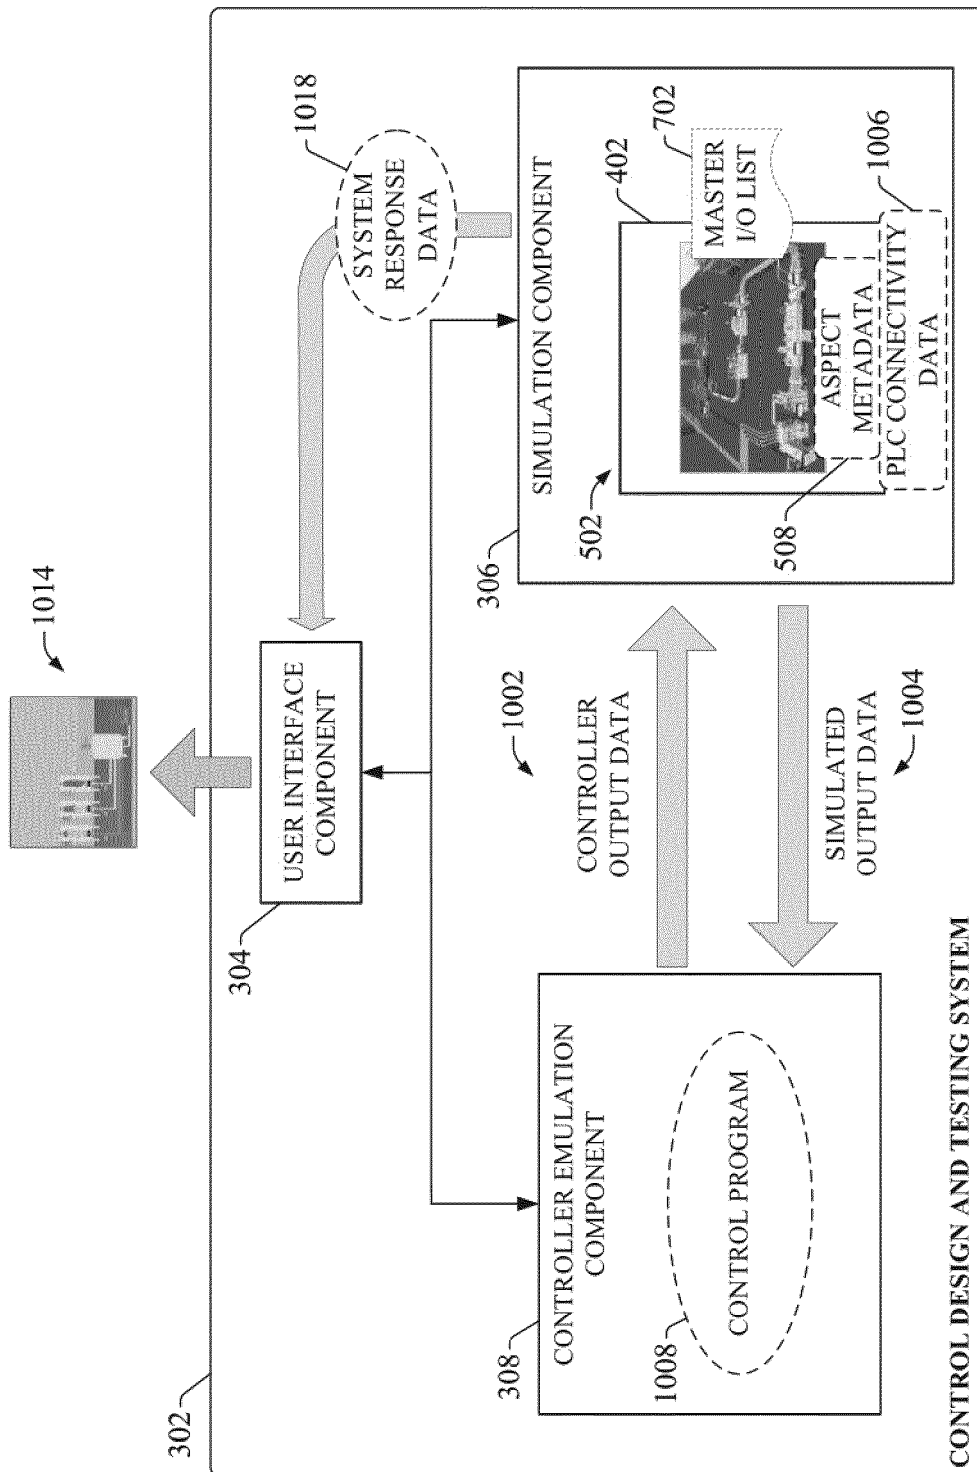 1014
302
304
USER INTERFACE
COMPONENT
SYSTEM
RESPONSE
DATA
1018
308
CONTROLLER EMULATION
COMPONENT
1008
CONTROL PROGRAM
1002
CONTROLLER
OUTPUT DATA
SIMULATED
OUTPUT DATA
1004
306
SIMULATION COMPONENT
502
402
702
MASTER
I/O LIST
508
ASPECT
METADATA
PLC CONNECTIVITY
DATA
1006
CONTROL DESIGN AND TESTING SYSTEM